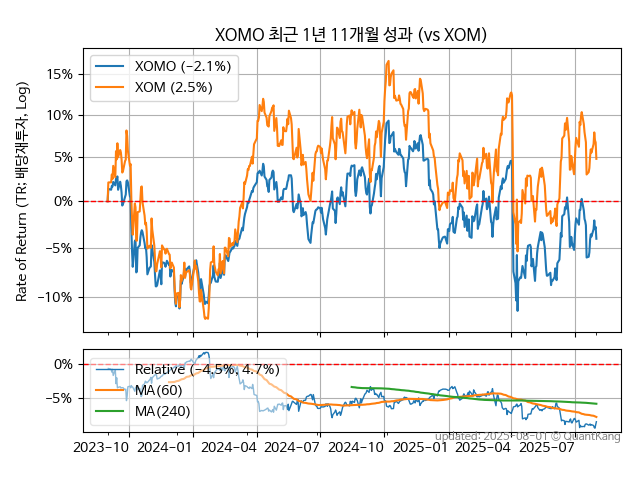 XOMO 최근 1년 11개월 성과 (vs XOM)
Rate of Return (TR: 배당재투자, Log)
15%
10%
5%
0%
−5%
−10%
XOMO (−2.1%)
XOM (2.5%)
0%
−5%
Relative (−4.5%, 4.7%)
MA(60)
MA(240)
2023−10 2024−01 2024−04 2024−07 2024−10 2025−01 2025−04 2025−07
updated: 2025-08-01 © QuantKang